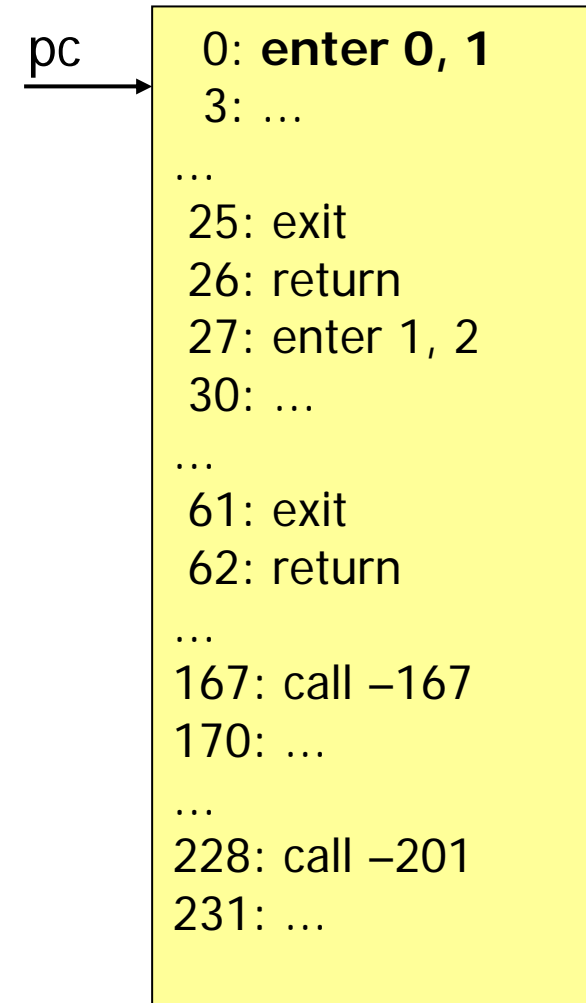 pc
0: enter 0, 1
3: ...
...
25: exit
26: return
27: enter 1, 2
30: ...
...
61: exit
62: return
...
167: call –167
170: ...
...
228: call –201
231: ...